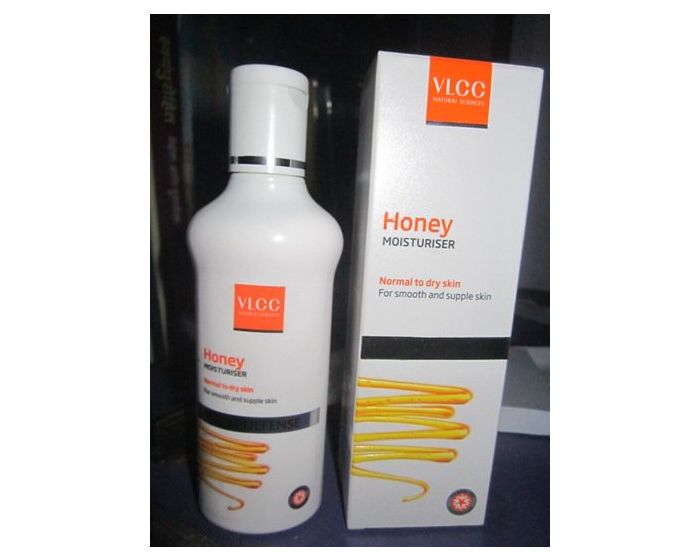 VLCC
NATURAL SCIENCES
Honey
MOISTURISER
Normal to dry skin
For smooth and supple skin
VLCC
NATURAL SCIENCES
Honey
MOISTURISER
Normal to dry skin
For smooth and supple skin
DEFENSE